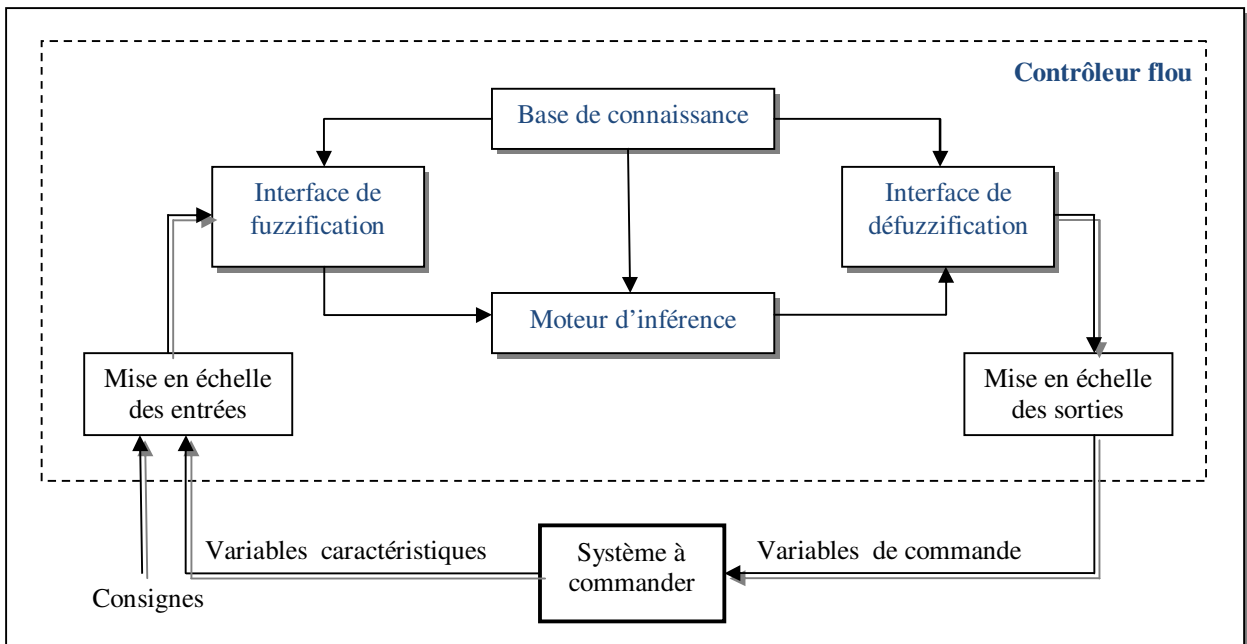 Contrôleur flou
Base de connaissance
Interface de
fuzzification
Interface de
défuzzification
Moteur d’inférence
Mise en échelle
des entrées
Mise en échelle
des sorties
Variables caractéristiques
Système à
commander
Variables de commande
Consignes